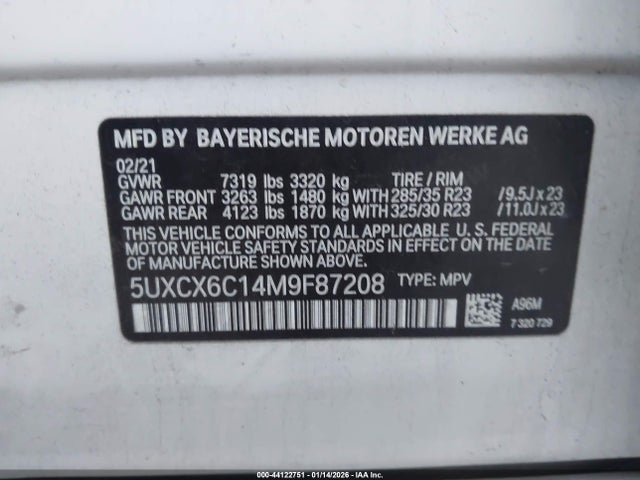 MFD BY BAYERISCHE MOTOREN WERKE AG
02/21
GVWR 7319 lbs 3320 kg TIRE / RIM
GAWR FRONT 3263 lbs 1480 kg WITH 285/35 R23 /9.5J x 23
GAWR REAR 4123 lbs 1870 kg WITH 325/30 R23 /11.0J x 23
THIS VEHICLE CONFORMS TO ALL APPLICABLE U. S. FEDERAL
MOTOR VEHICLE SAFETY STANDARDS IN EFFECT ON THE DATE
OF MANUFACTURE SHOWN ABOVE.
5UXCX6C14M9F87208 TYPE: MPV
A96M
7 320 729
000-44122751 - 01/14/2026 - IAA Inc.